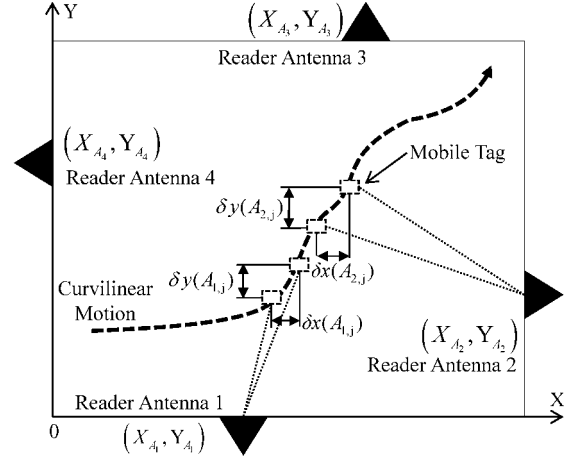 Y
(X_{A_3}, Y_{A_3})
Reader Antenna 3
(X_{A_4}, Y_{A_4})
Reader Antenna 4
Mobile Tag
δy(A_{2,j})
δx(A_{2,j})
δy(A_{1,j})
δx(A_{1,j})
Curvilinear
Motion
(X_{A_2}, Y_{A_2})
Reader Antenna 2
Reader Antenna 1
X
0
(X_{A_1}, Y_{A_1})